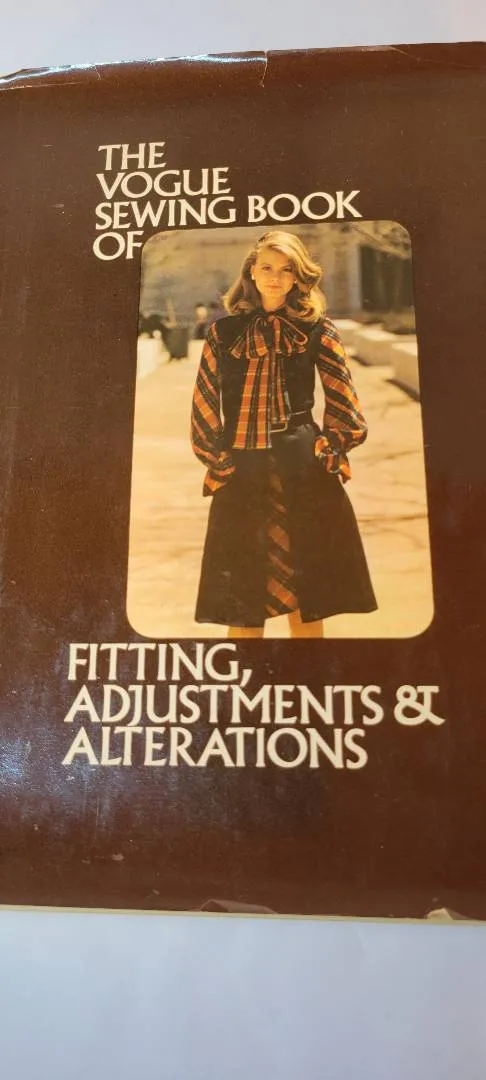 THE
VOGUE
SEWING BOOK
OF
FITTING,
ADJUSTMENTS &
ALTERATIONS